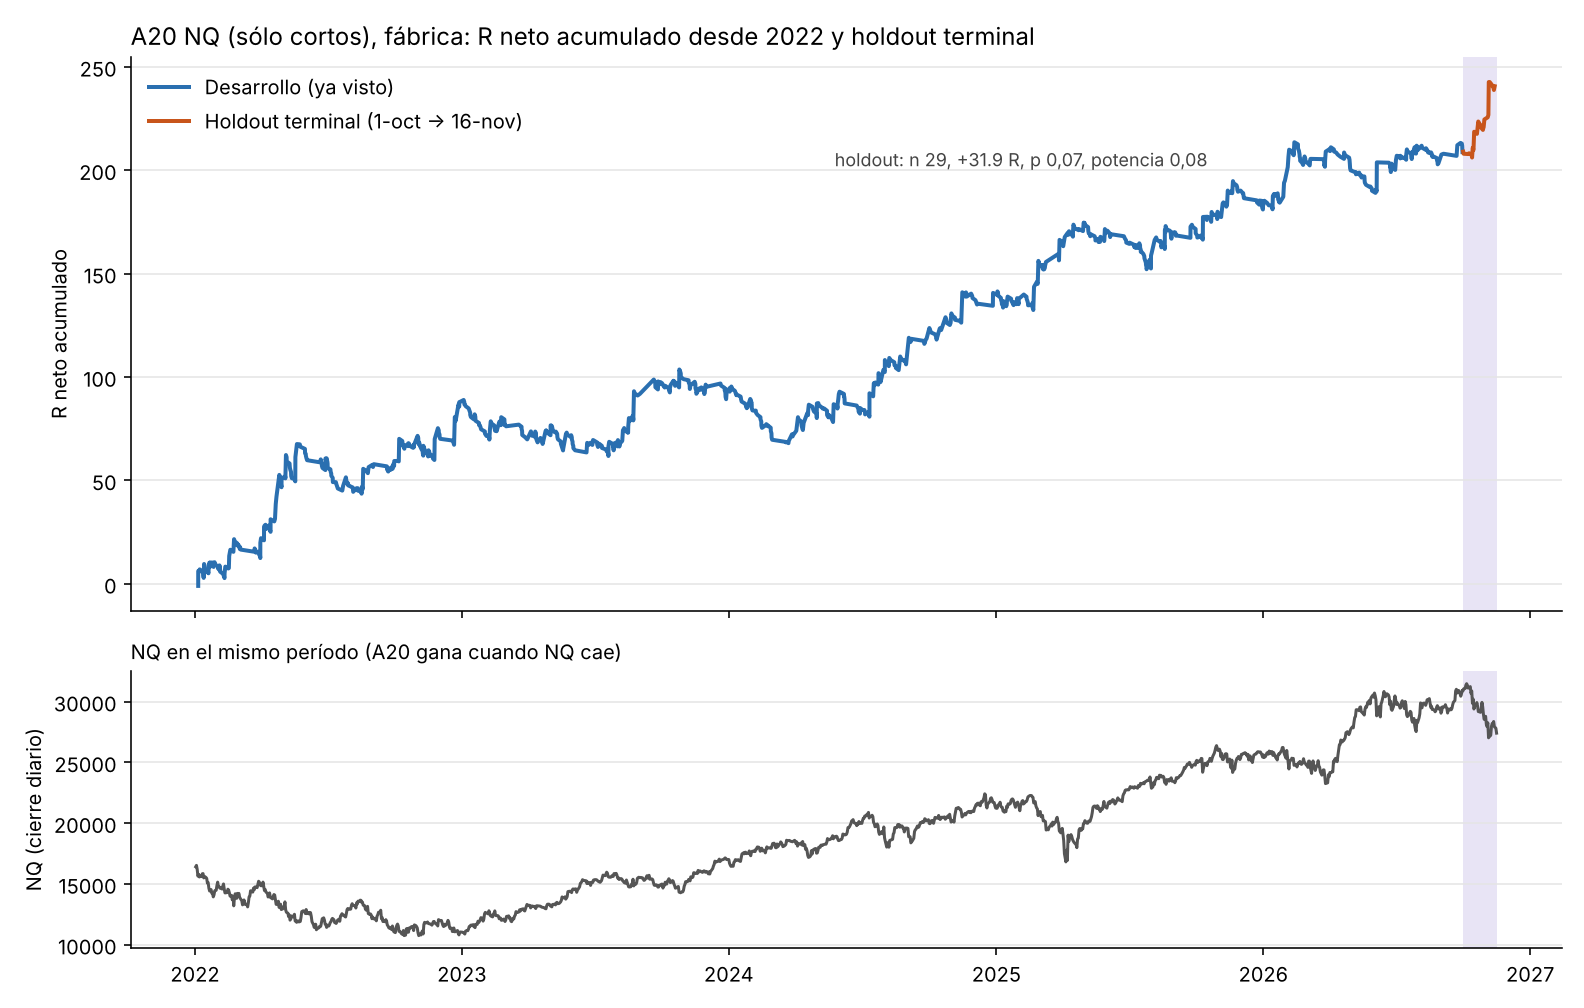 A20 NQ (sólo cortos), fábrica: R neto acumulado desde 2022 y holdout terminal
250
200
150
100
50
0
R neto acumulado
Desarrollo (ya visto)
Holdout terminal (1-oct → 16-nov)
holdout: n 29, +31.9 R, p 0,07, potencia 0,08
NQ en el mismo período (A20 gana cuando NQ cae)
30000
25000
20000
15000
10000
NQ (cierre diario)
2022
2023
2024
2025
2026
2027